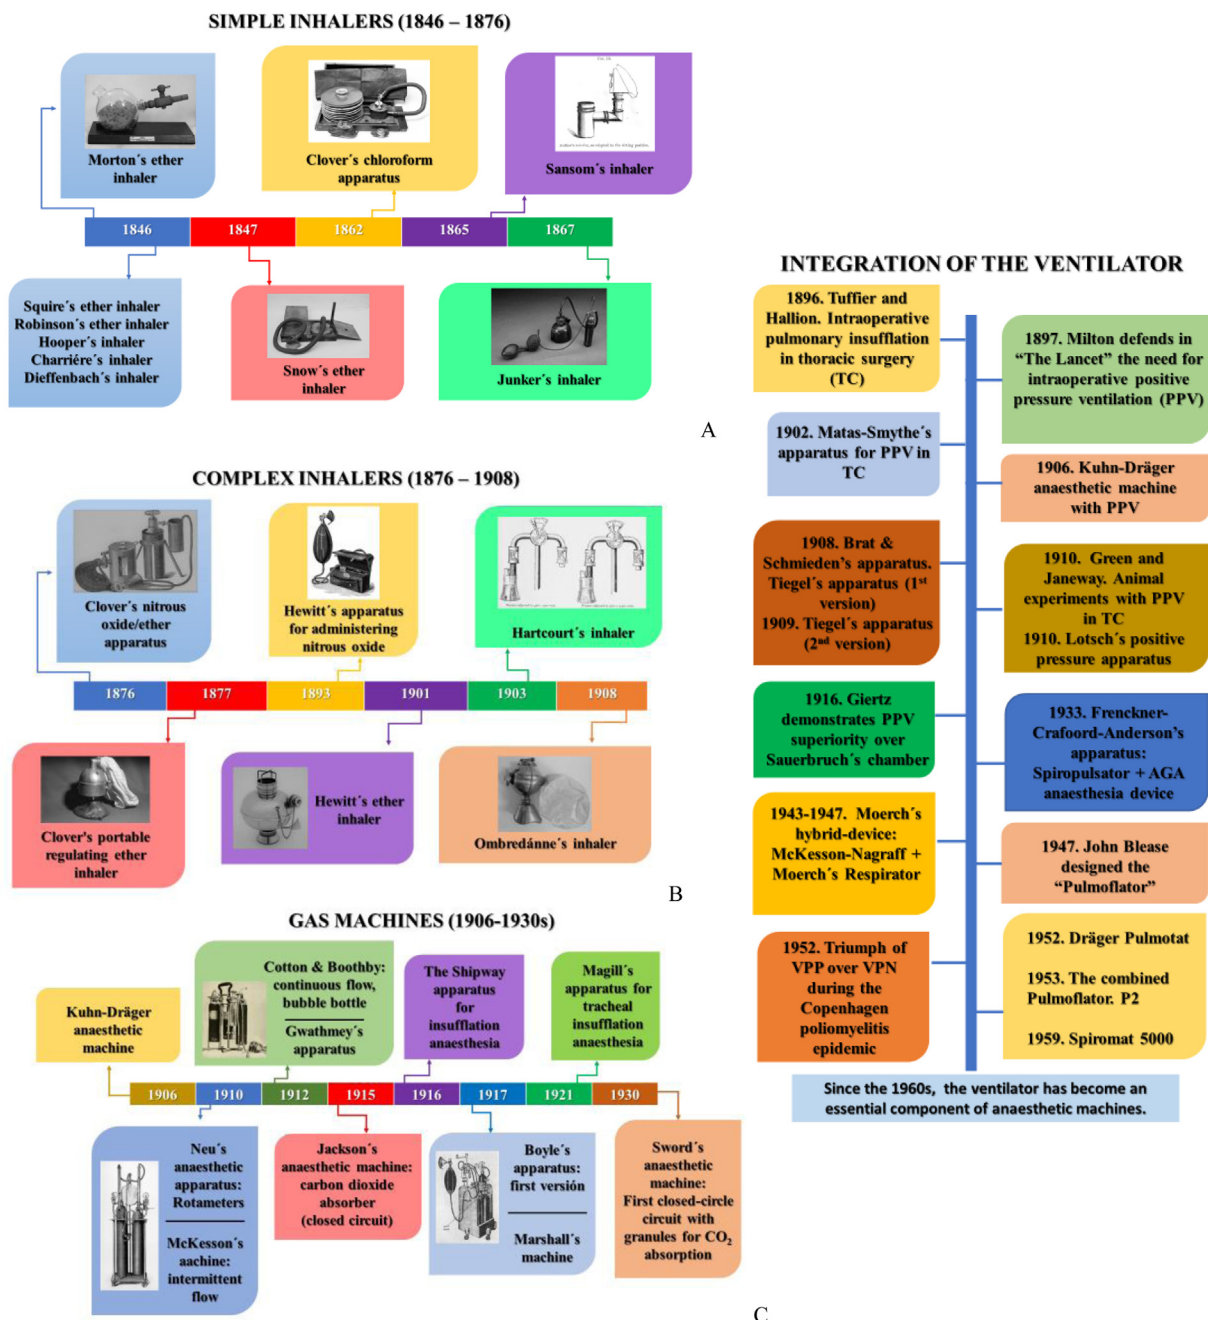 SIMPLE INHALERS (1846 – 1876)
Morton´s ether
inhaler
Clover´s chloroform
apparatus
Sansom´s inhaler
1846
1847
1862
1865
1867
Squire´s ether inhaler
Robinson´s ether inhaler
Hooper´s inhaler
Charriére´s inhaler
Dieffenbach´s inhaler
Snow´s ether
inhaler
Junker´s inhaler
A
COMPLEX INHALERS (1876 – 1908)
Clover´s nitrous
oxide/ether
apparatus
Hewitt´s apparatus
for administering
nitrous oxide
Hartcourt´s inhaler
1876
1877
1893
1901
1903
1908
Clover's portable
regulating ether
inhaler
Hewitt´s ether
inhaler
Ombredánne´s inhaler
B
GAS MACHINES (1906-1930s)
Kuhn-Dräger
anaesthetic
machine
Cotton & Boothby:
continuous flow,
bubble bottle
Gwathmey´s
apparatus
The Shipway
apparatus
for
insufflation
anaesthesia
Magill´s
apparatus for
tracheal
insufflation
anaesthesia
1906
1910
1912
1915
1916
1917
1921
1930
Neu´s
anaesthetic
apparatus:
Rotameters
McKesson´s
aachine:
intermittent
flow
Jackson´s
anaesthetic machine:
carbon dioxide
absorber
(closed circuit)
Boyle´s
apparatus:
first versión
Marshall´s
machine
Sword´s
anaesthetic
machine:
First closed-circle
circuit with
granules for CO₂
absorption
C
INTEGRATION OF THE VENTILATOR
1896. Tuffier and
Hallion. Intraoperative
pulmonary insufflation
in thoracic surgery
(TC)
1897. Milton defends in
“The Lancet” the need for
intraoperative positive
pressure ventilation (PPV)
1902. Matas-Smythe´s
apparatus for PPV in
TC
1906. Kuhn-Dräger
anaesthetic machine
with PPV
1908. Brat &
Schmieden’s apparatus.
Tiegel´s apparatus (1st
version)
1909. Tiegel´s apparatus
(2nd version)
1910. Green and
Janeway. Animal
experiments with PPV
in TC
1910. Lotsch´s positive
pressure apparatus
1916. Giertz
demonstrates PPV
superiority over
Sauerbruch´s chamber
1933. Frenckner-
Crafoord-Anderson’s
apparatus:
Spiropulsator + AGA
anaesthesia device
1943-1947. Moerch´s
hybrid-device:
McKesson-Nagraff +
Moerch´s Respirator
1947. John Blease
designed the
“Pulmoflator”
1952. Triumph of
VPP over VPN
during the
Copenhagen
poliomyelitis
epidemic
1952. Dräger Pulmotat
1953. The combined
Pulmoflator. P2
1959. Spiromat 5000
Since the 1960s, the ventilator has become an
essential component of anaesthetic machines.